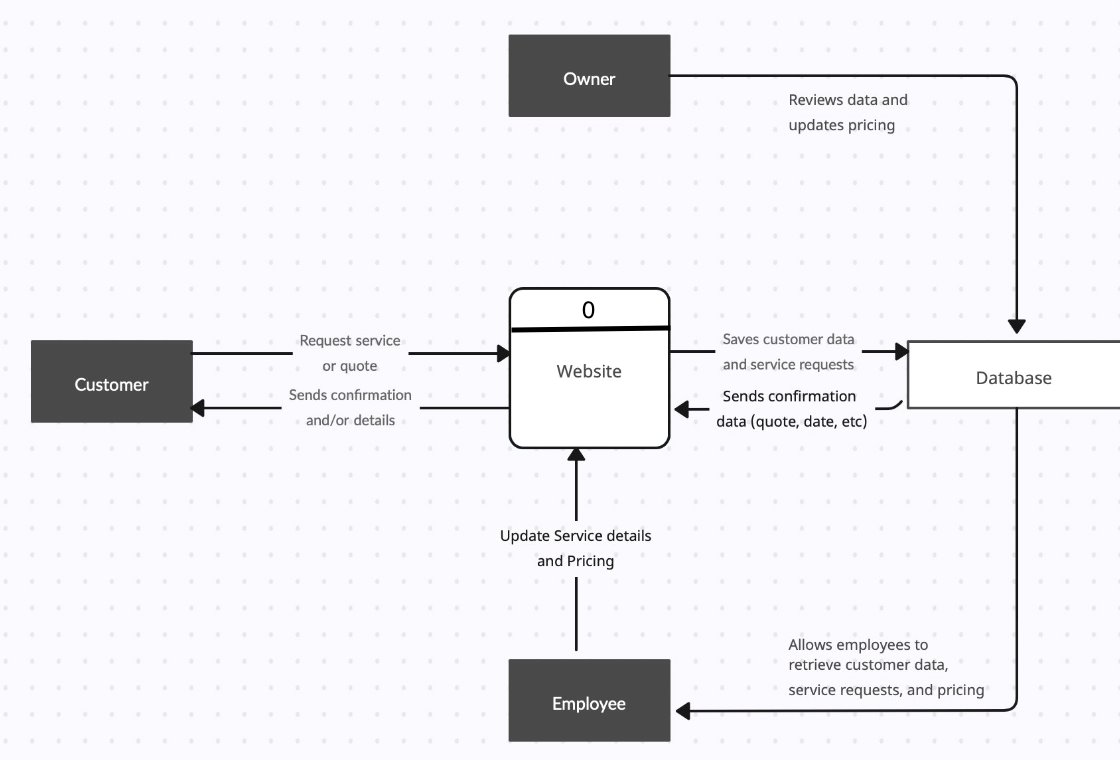 Owner
Reviews data and
updates pricing
0
Website
Customer
Request service
or quote
Sends confirmation
and/or details
Saves customer data
and service requests
Sends confirmation
data (quote, date, etc)
Database
Update Service details
and Pricing
Employee
Allows employees to
retrieve customer data,
service requests, and pricing